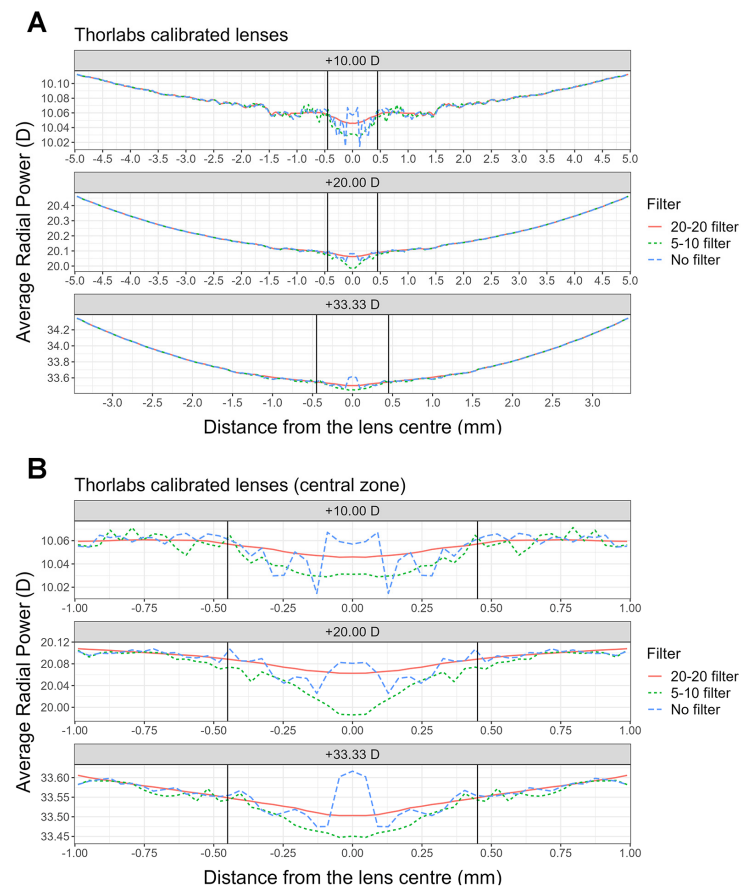 A
Thorlabs calibrated lenses
+10.00 D
10.10
10.08
10.06
10.04
10.02
-5.0 -4.5 -4.0 -3.5 -3.0 -2.5 -2.0 -1.5 -1.0 -0.5 0.0 0.5 1.0 1.5 2.0 2.5 3.0 3.5 4.0 4.5 5.0
+20.00 D
20.4
20.3
20.2
20.1
20.0
-5.0 -4.5 -4.0 -3.5 -3.0 -2.5 -2.0 -1.5 -1.0 -0.5 0.0 0.5 1.0 1.5 2.0 2.5 3.0 3.5 4.0 4.5 5.0
+33.33 D
34.2
34.0
33.8
33.6
-3.0 -2.5 -2.0 -1.5 -1.0 -0.5 0.0 0.5 1.0 1.5 2.0 2.5 3.0
Average Radial Power (D)
Distance from the lens centre (mm)
Filter
20-20 filter
5-10 filter
No filter
B
Thorlabs calibrated lenses (central zone)
+10.00 D
10.06
10.04
10.02
-1.00 -0.75 -0.50 -0.25 0.00 0.25 0.50 0.75 1.00
+20.00 D
20.12
20.08
20.04
20.00
-1.00 -0.75 -0.50 -0.25 0.00 0.25 0.50 0.75 1.00
+33.33 D
33.60
33.55
33.50
33.45
-1.00 -0.75 -0.50 -0.25 0.00 0.25 0.50 0.75 1.00
Average Radial Power (D)
Distance from the lens centre (mm)
Filter
20-20 filter
5-10 filter
No filter